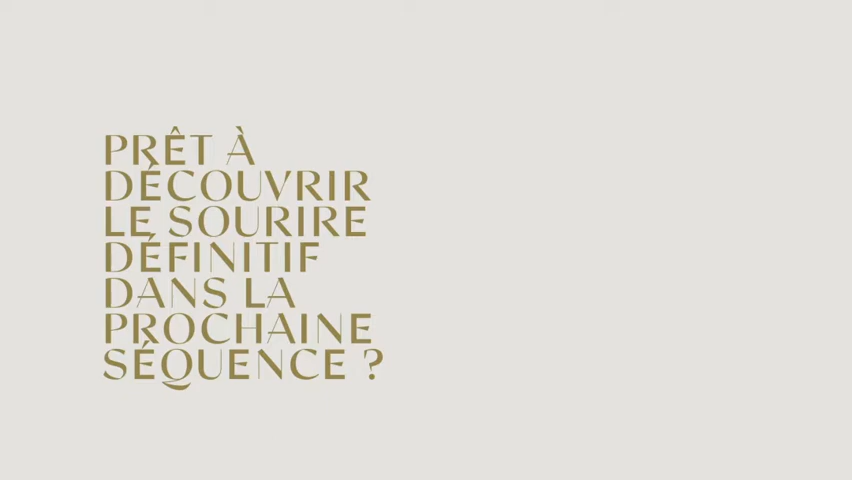 PRÊT À
DÉCOUVRIR
LE SOURIRE
DÉFINITIF
DANS LA
PROCHAINE
SÉQUENCE ?